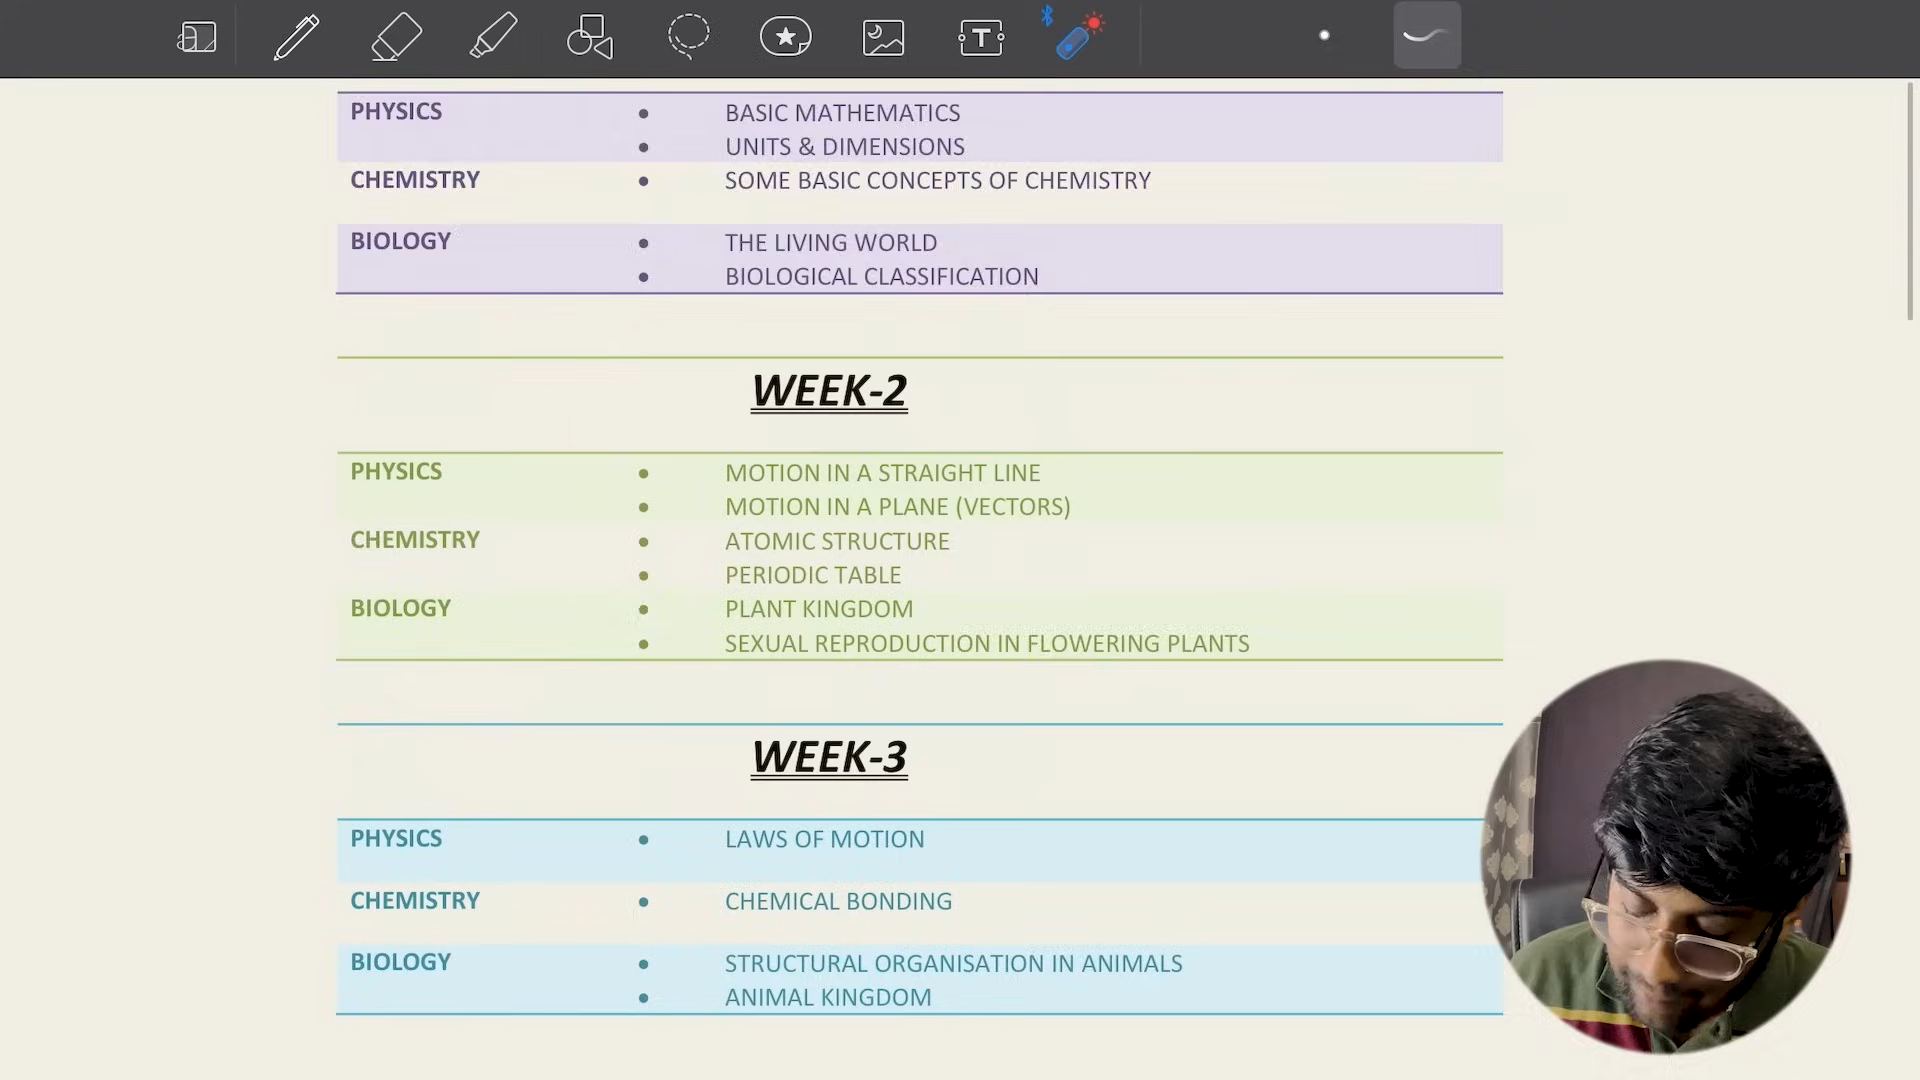 PHYSICS • BASIC MATHEMATICS
• UNITS & DIMENSIONS
CHEMISTRY • SOME BASIC CONCEPTS OF CHEMISTRY
BIOLOGY • THE LIVING WORLD
• BIOLOGICAL CLASSIFICATION
WEEK-2
PHYSICS • MOTION IN A STRAIGHT LINE
• MOTION IN A PLANE (VECTORS)
CHEMISTRY • ATOMIC STRUCTURE
• PERIODIC TABLE
BIOLOGY • PLANT KINGDOM
• SEXUAL REPRODUCTION IN FLOWERING PLANTS
WEEK-3
PHYSICS • LAWS OF MOTION
CHEMISTRY • CHEMICAL BONDING
BIOLOGY • STRUCTURAL ORGANISATION IN ANIMALS
• ANIMAL KINGDOM